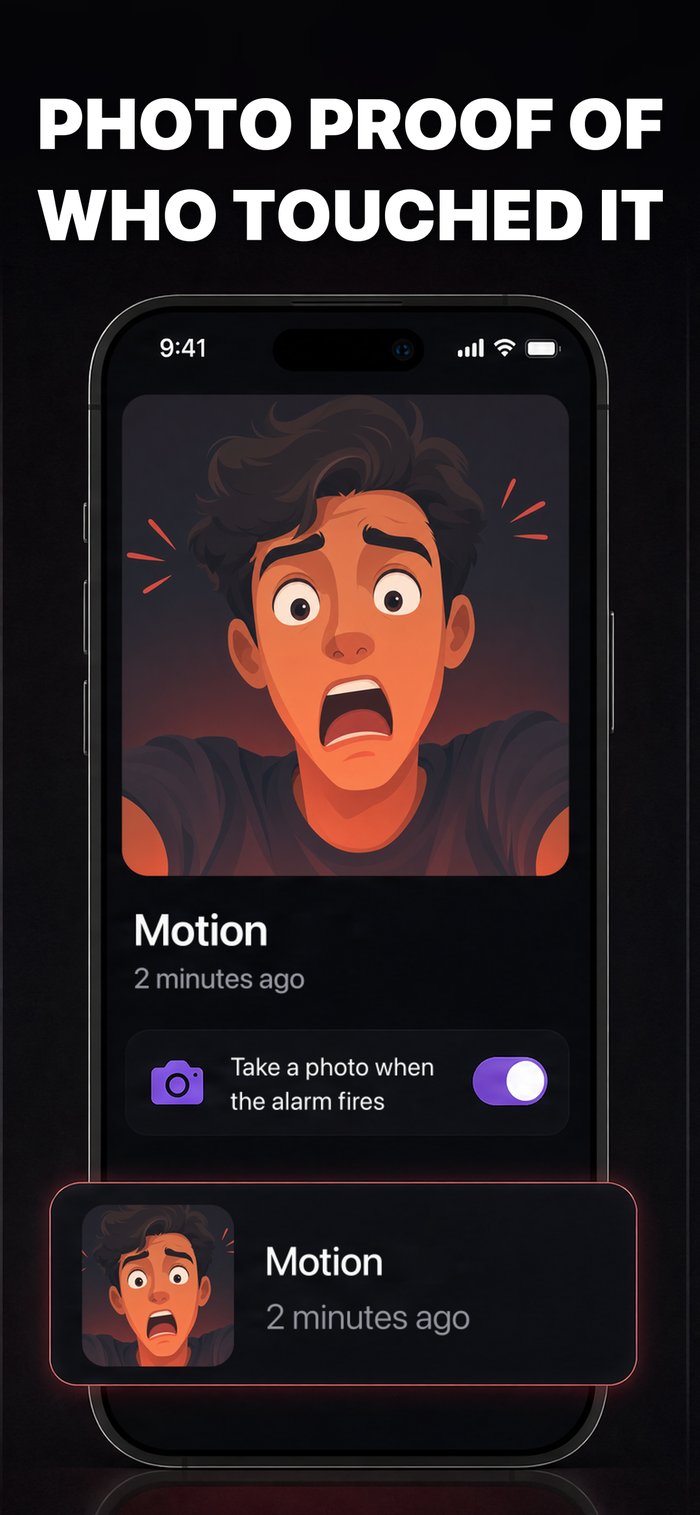 PHOTO PROOF OF
WHO TOUCHED IT
9:41
Motion
2 minutes ago
Take a photo when
the alarm fires
Motion
2 minutes ago